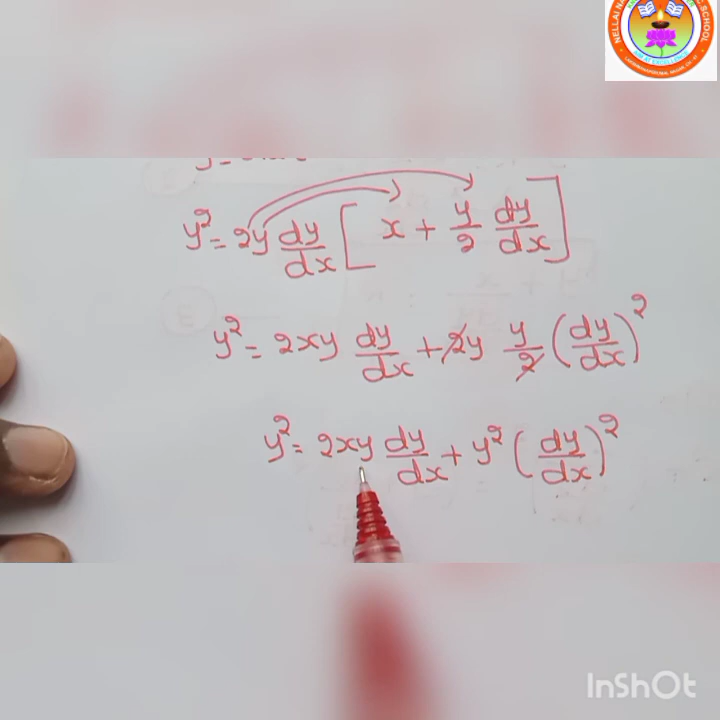 y² = 2y dy/dx [ x + y/2 dy/dx ]
y² = 2xy dy/dx + 2y y/2 (dy/dx)²
y² = 2xy dy/dx + y² (dy/dx)²
InShOt